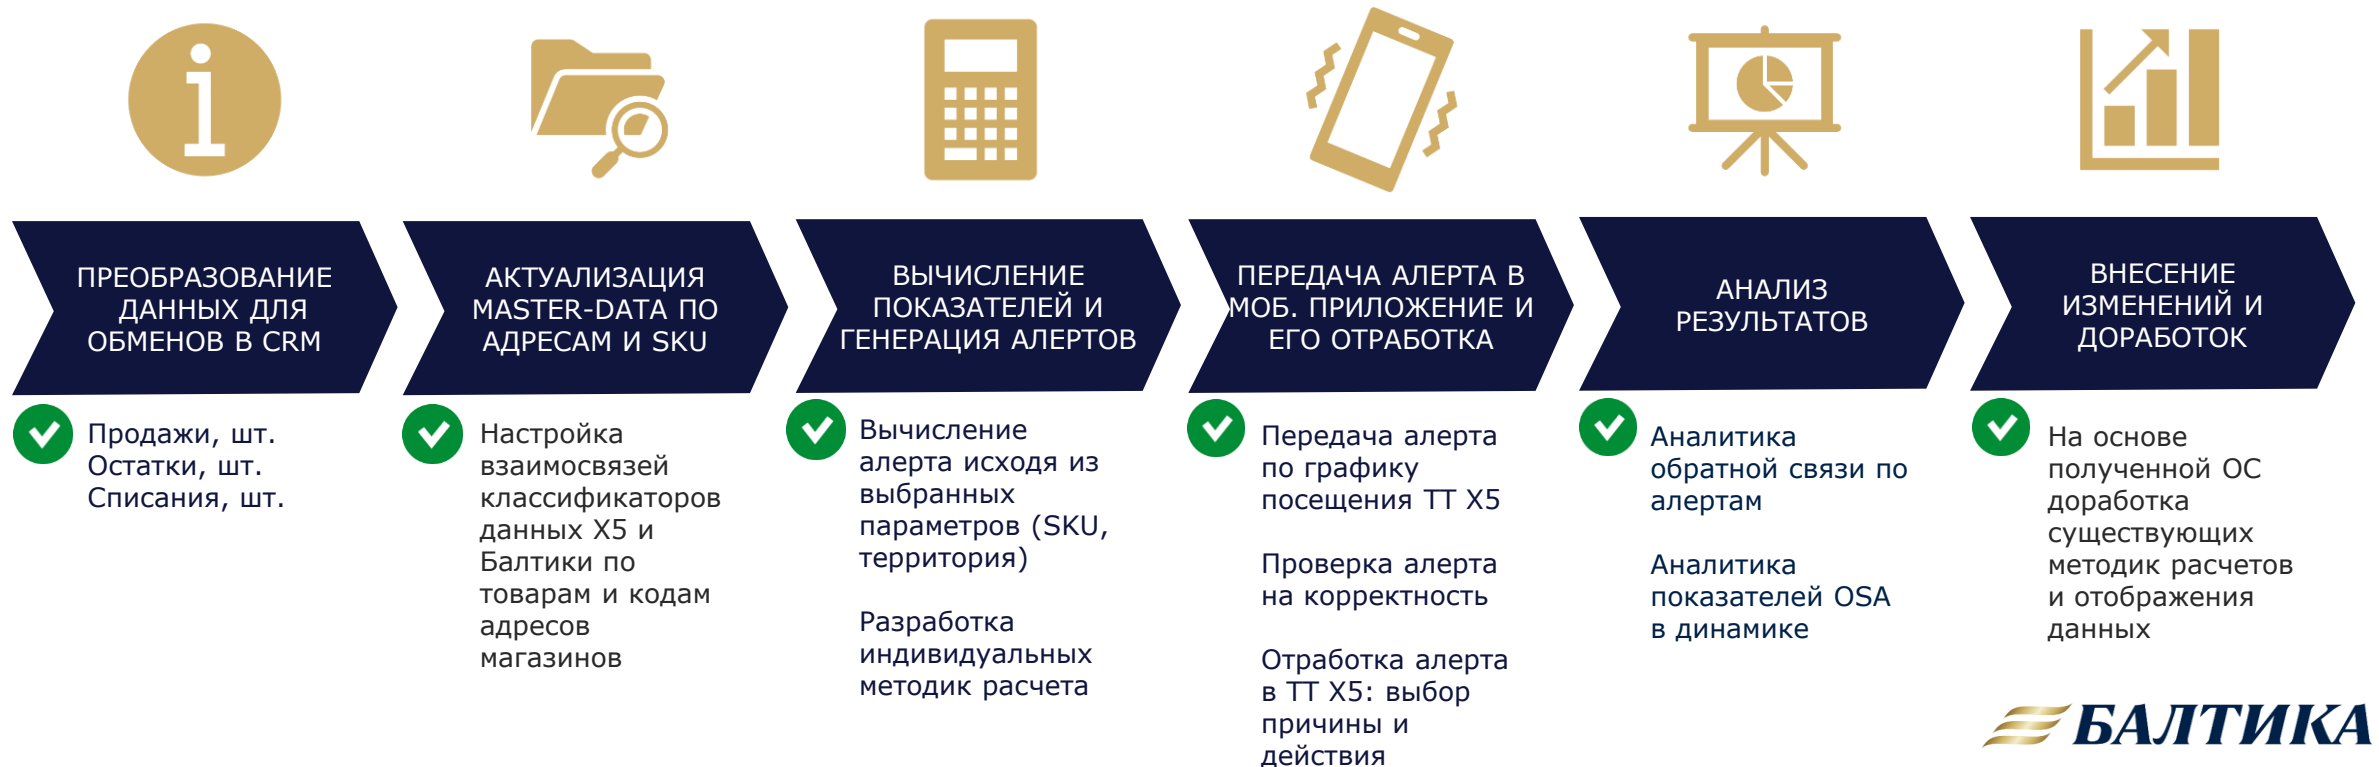 ПРЕОБРАЗОВАНИЕ
ДАННЫХ ДЛЯ
ОБМЕНОВ В CRM
АКТУАЛИЗАЦИЯ
MASTER-DATA ПО
АДРЕСАМ И SKU
ВЫЧИСЛЕНИЕ
ПОКАЗАТЕЛЕЙ И
ГЕНЕРАЦИЯ АЛЕРТОВ
ПЕРЕДАЧА АЛЕРТА В
МОБ. ПРИЛОЖЕНИЕ И
ЕГО ОТРАБОТКА
АНАЛИЗ
РЕЗУЛЬТАТОВ
ВНЕСЕНИЕ
ИЗМЕНЕНИЙ И
ДОРАБОТОК
Продажи, шт.
Остатки, шт.
Списания, шт.
Настройка
взаимосвязей
классификаторов
данных X5 и
Балтики по
товарам и кодам
адресов
магазинов
Вычисление
алерта исходя из
выбранных
параметров (SKU,
территория)
Разработка
индивидуальных
методик расчета
Передача алерта
по графику
посещения ТТ X5
Проверка алерта
на корректность
Отработка алерта
в ТТ X5: выбор
причины и
действия
Аналитика
обратной связи по
алертам
Аналитика
показателей OSA
в динамике
На основе
полученной ОС
доработка
существующих
методик расчетов
и отображения
данных
БАЛТИКА